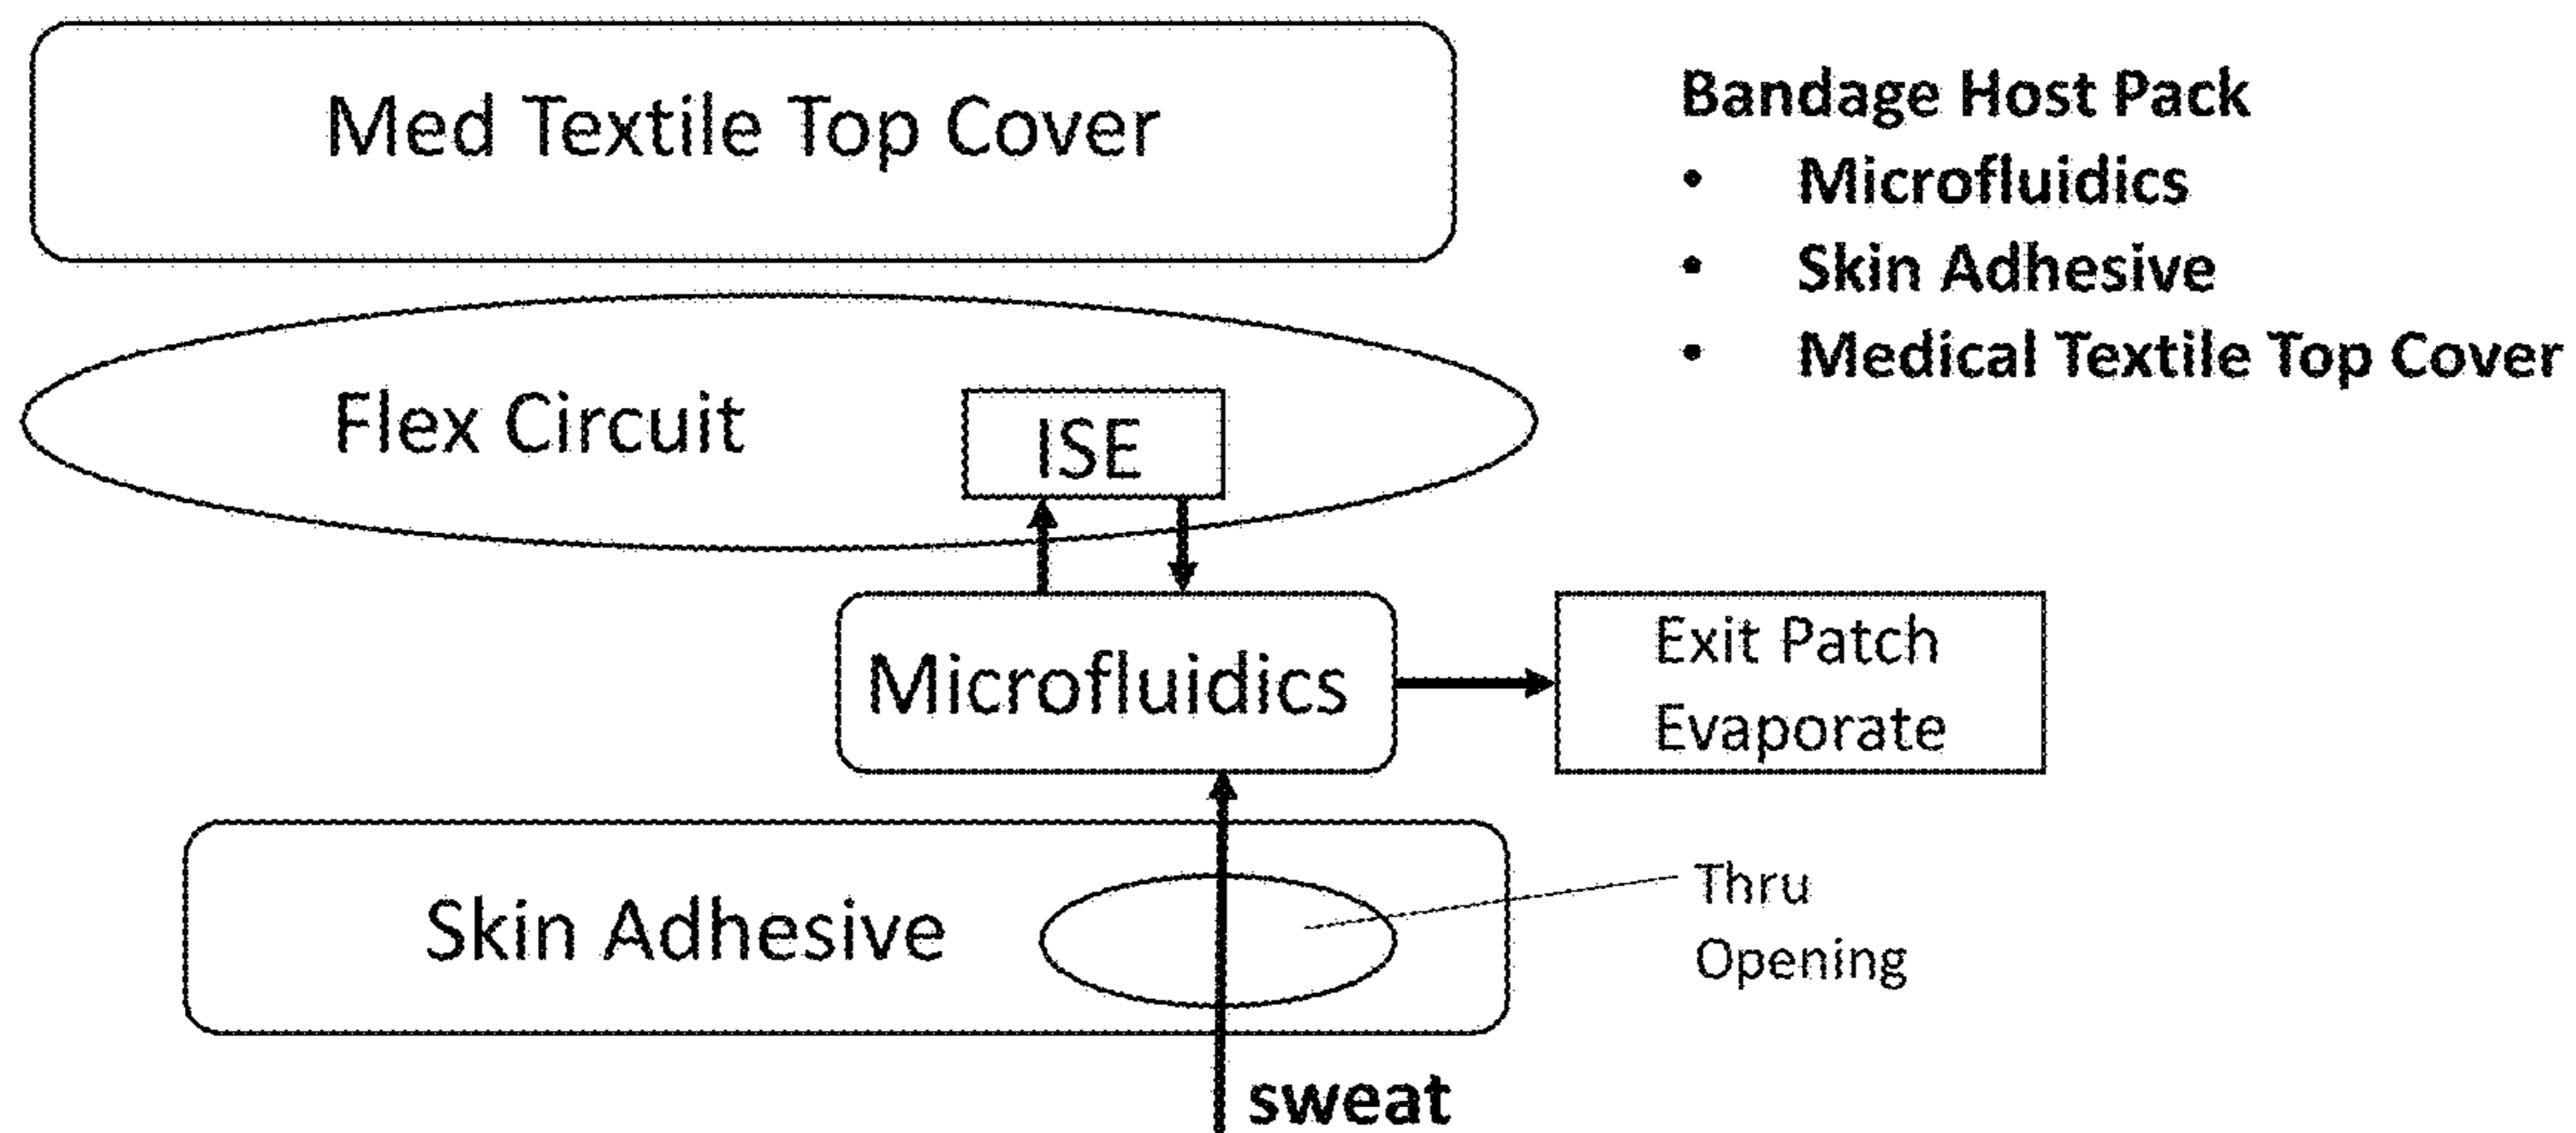 Med Textile Top Cover
Bandage Host Pack
• Microfluidics
• Skin Adhesive
• Medical Textile Top Cover
Flex Circuit
ISE
Microfluidics
Exit Patch
Evaporate
Skin Adhesive
Thru
Opening
sweat